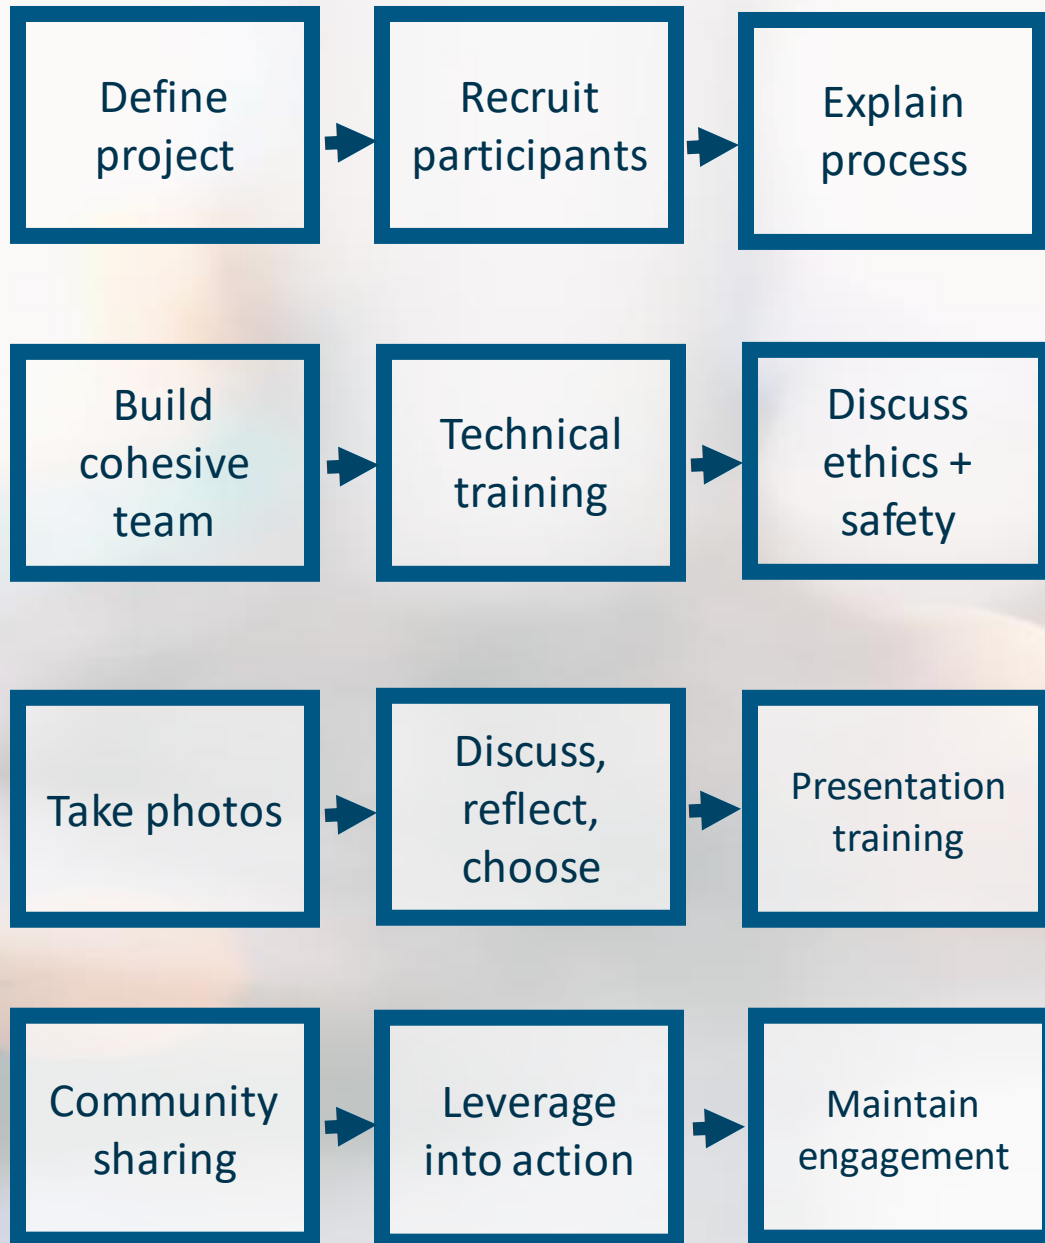 Define
project
Recruit
participants
Explain
process
Build
cohesive
team
Technical
training
Discuss
ethics +
safety
Take photos
Discuss,
reflect,
choose
Presentation
training
Community
sharing
Leverage
into action
Maintain
engagement